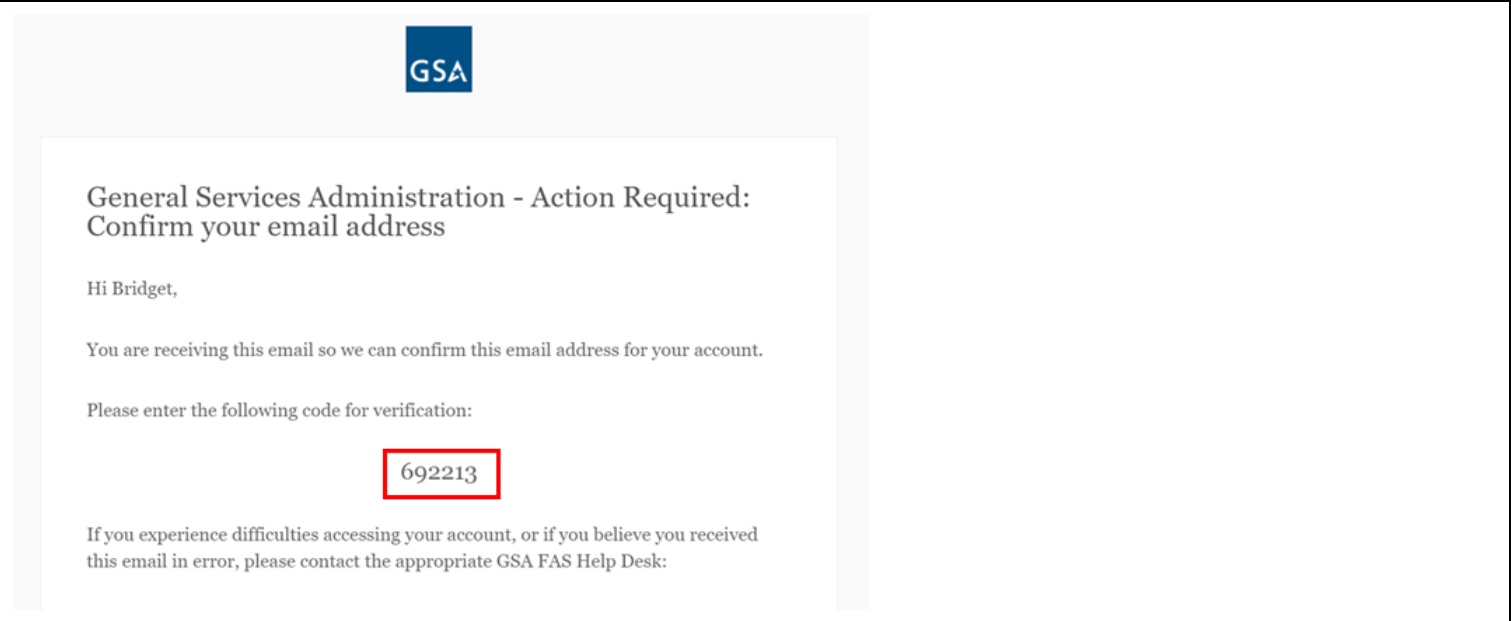 GSA
General Services Administration - Action Required:
Confirm your email address
Hi Bridget,
You are receiving this email so we can confirm this email address for your account.
Please enter the following code for verification:
692213
If you experience difficulties accessing your account, or if you believe you received
this email in error, please contact the appropriate GSA FAS Help Desk: